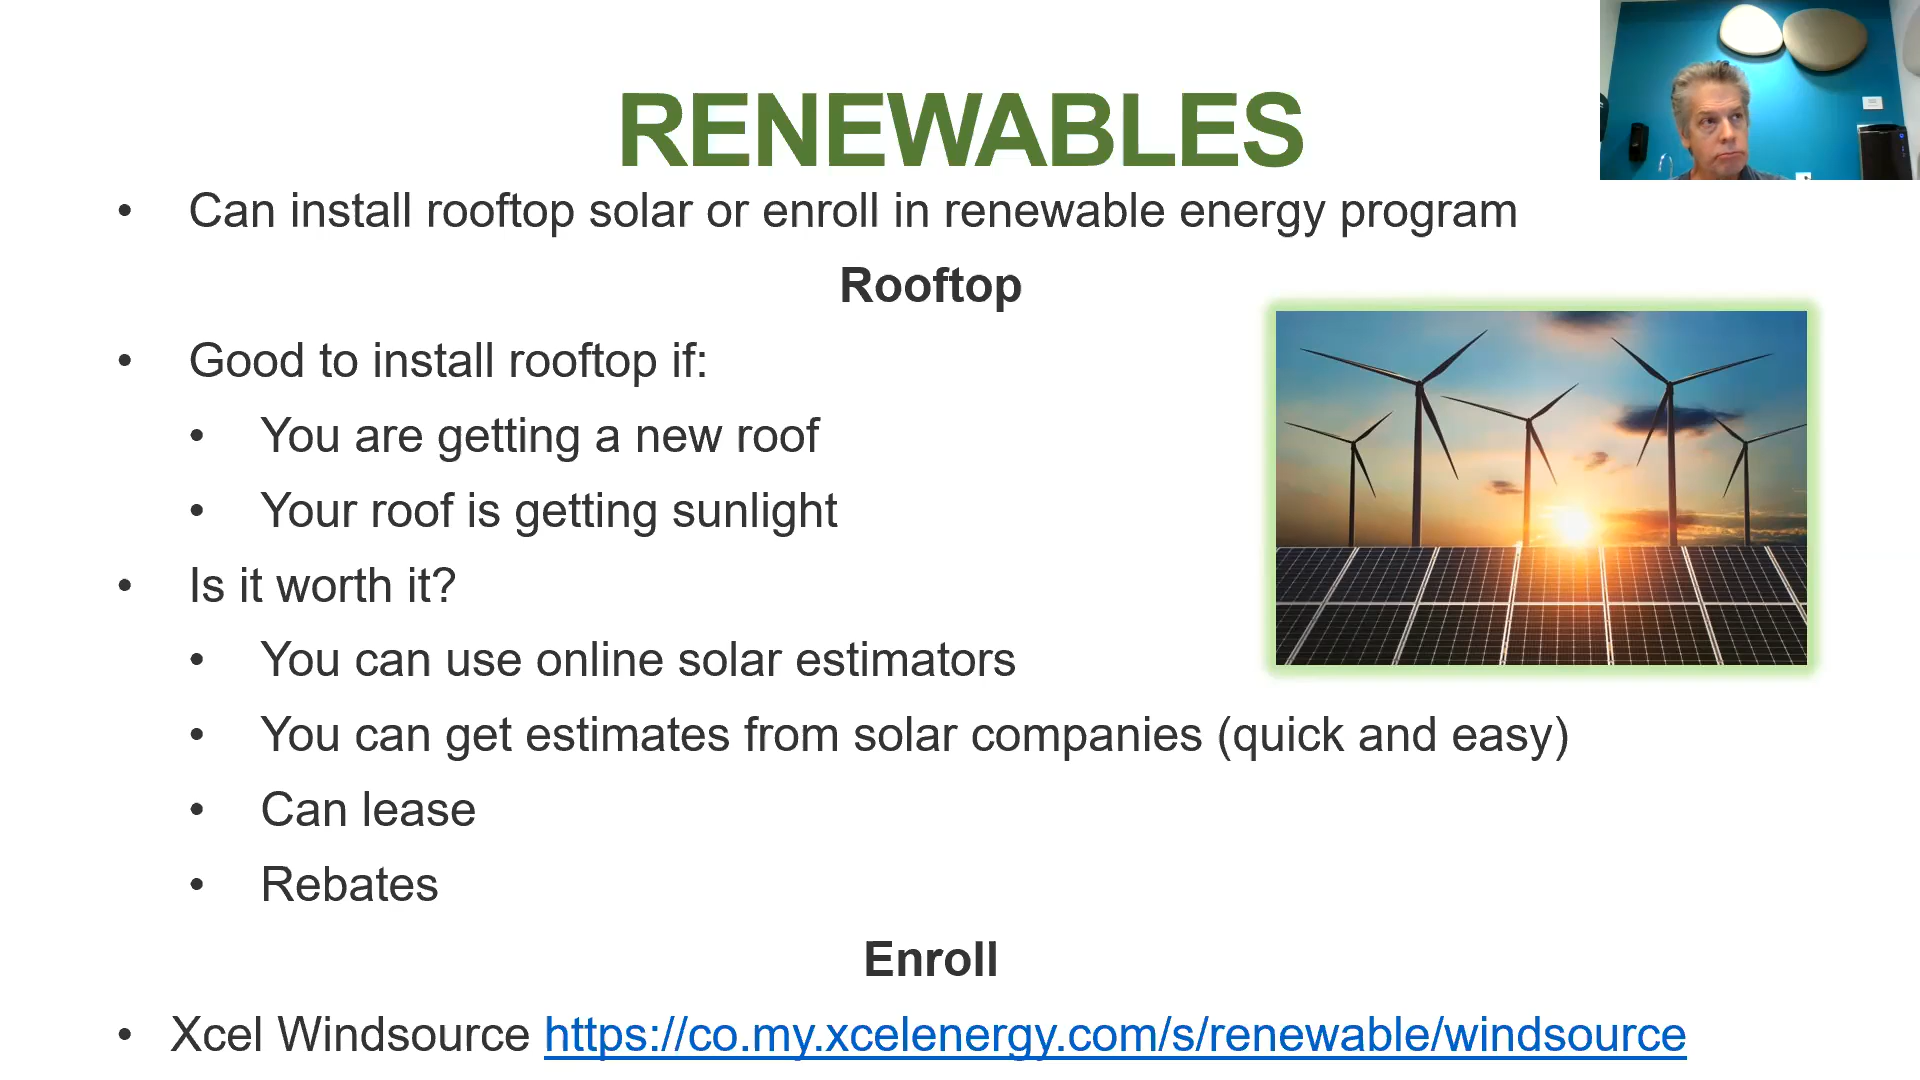 RENEWABLES
• Can install rooftop solar or enroll in renewable energy program
Rooftop
• Good to install rooftop if:
• You are getting a new roof
• Your roof is getting sunlight
• Is it worth it?
• You can use online solar estimators
• You can get estimates from solar companies (quick and easy)
• Can lease
• Rebates
Enroll
• Xcel Windsource https://co.my.xcelenergy.com/s/renewable/windsource